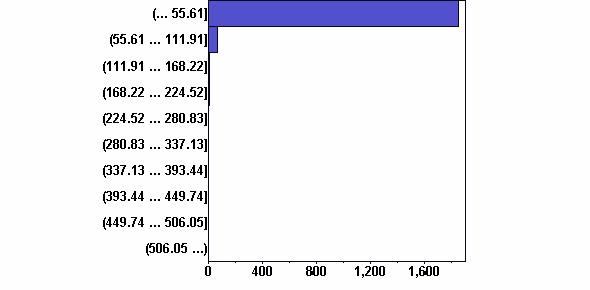 (... 55.61]
(55.61 ... 111.91]
(111.91 ... 168.22]
(168.22 ... 224.52]
(224.52 ... 280.83]
(280.83 ... 337.13]
(337.13 ... 393.44]
(393.44 ... 449.74]
(449.74 ... 506.05]
(506.05 ...)
0 400 800 1,200 1,600